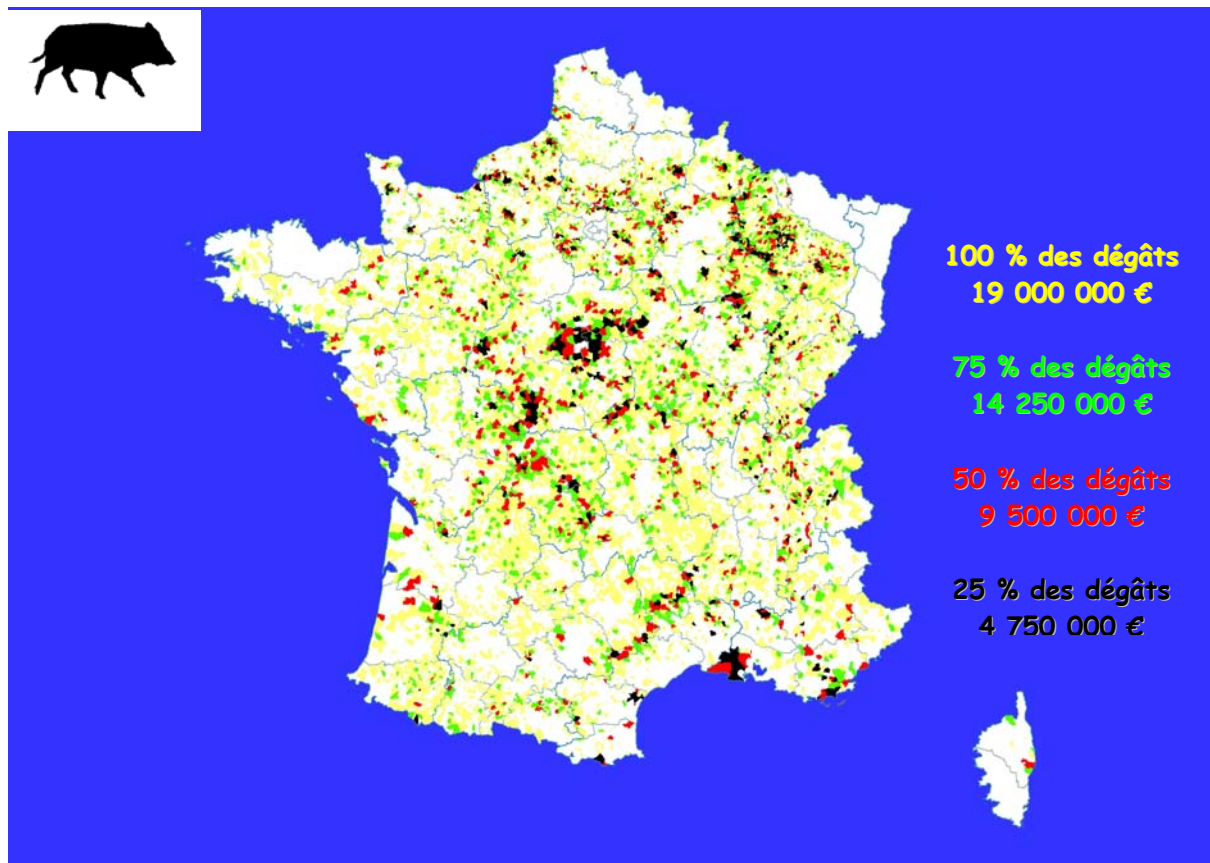 100 % des dégâts
19 000 000 €
75 % des dégâts
14 250 000 €
50 % des dégâts
9 500 000 €
25 % des dégâts
4 750 000 €